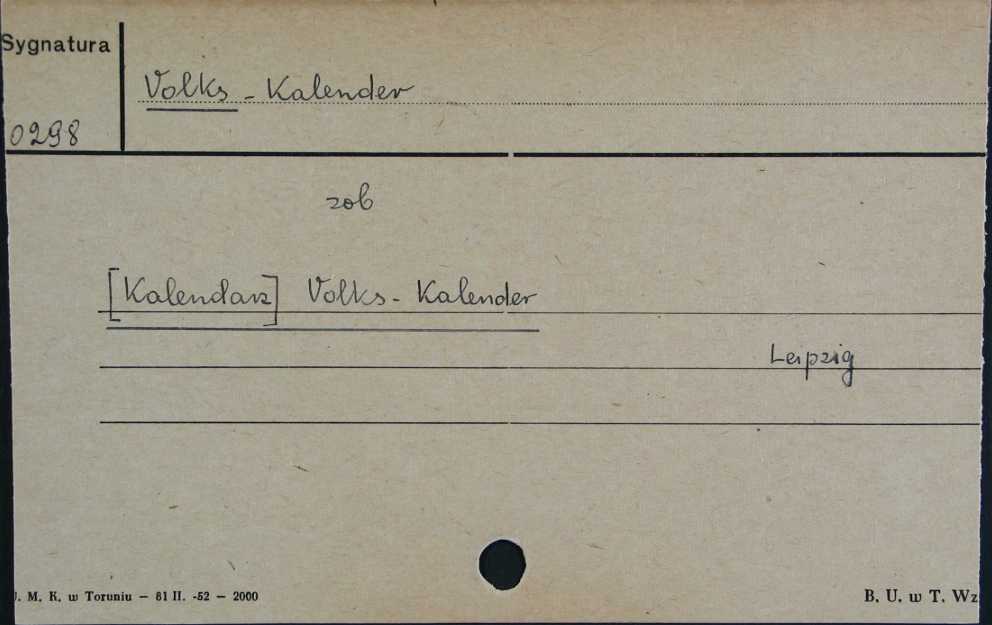 Sygnatura
Volks - Kalender
0298
zob
[Kalendarz] Volks - Kalender
Leipzig
. M. K. w Toruniu — 81 II. -52 — 2000
B. U. w T. Wz